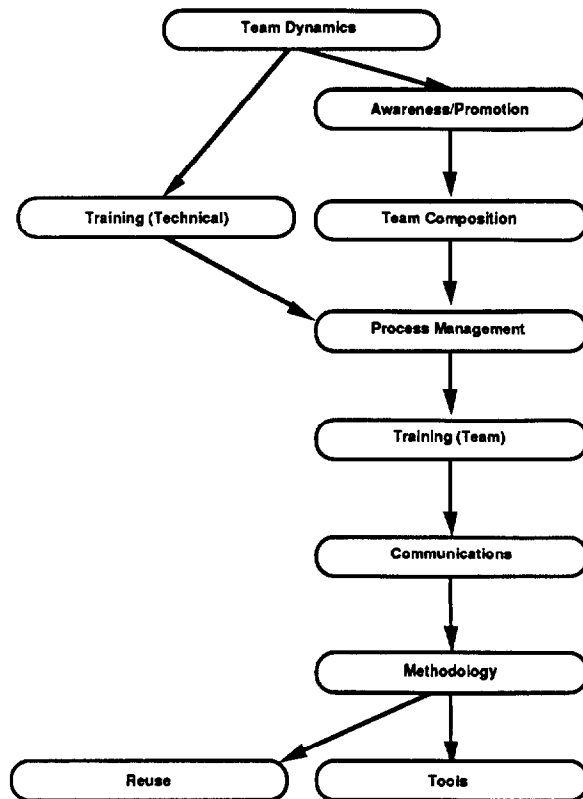 Team Dynamics
Awareness/Promotion
Training (Technical)
Team Composition
Process Management
Training (Team)
Communications
Methodology
Reuse
Tools